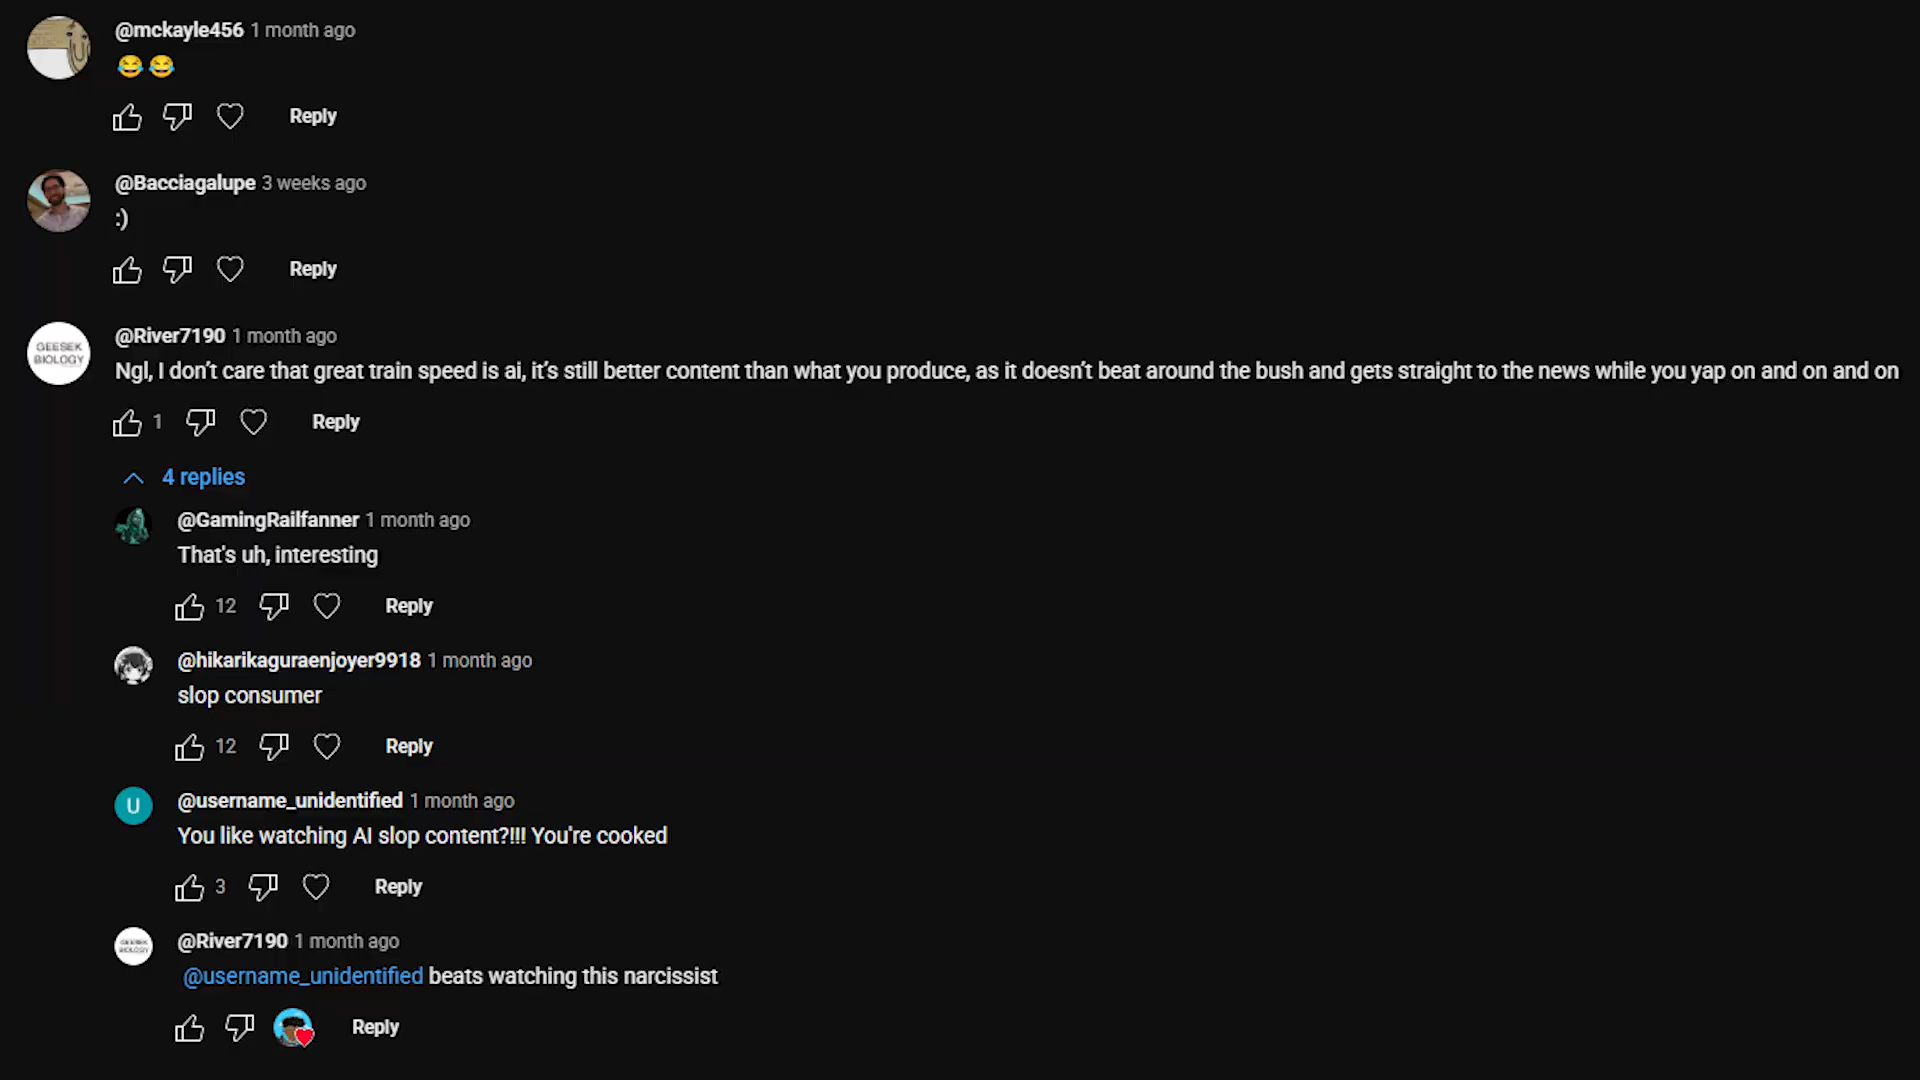 @mckayle456 1 month ago
😂😂
Reply
@Bacciagalupe 3 weeks ago
:)
Reply
GEESEK
BIOLOGY
@River7190 1 month ago
Ngl, I don’t care that great train speed is ai, it’s still better content than what you produce, as it doesn’t beat around the bush and gets straight to the news while you yap on and on and on
1 Reply
4 replies
@GamingRailfanner 1 month ago
That's uh, interesting
12 Reply
@hikarikaguraenjoyer9918 1 month ago
slop consumer
12 Reply
U
@username_unidentified 1 month ago
You like watching AI slop content?!!! You're cooked
3 Reply
GEESEK
BIOLOGY
@River7190 1 month ago
@username_unidentified beats watching this narcissist
Reply